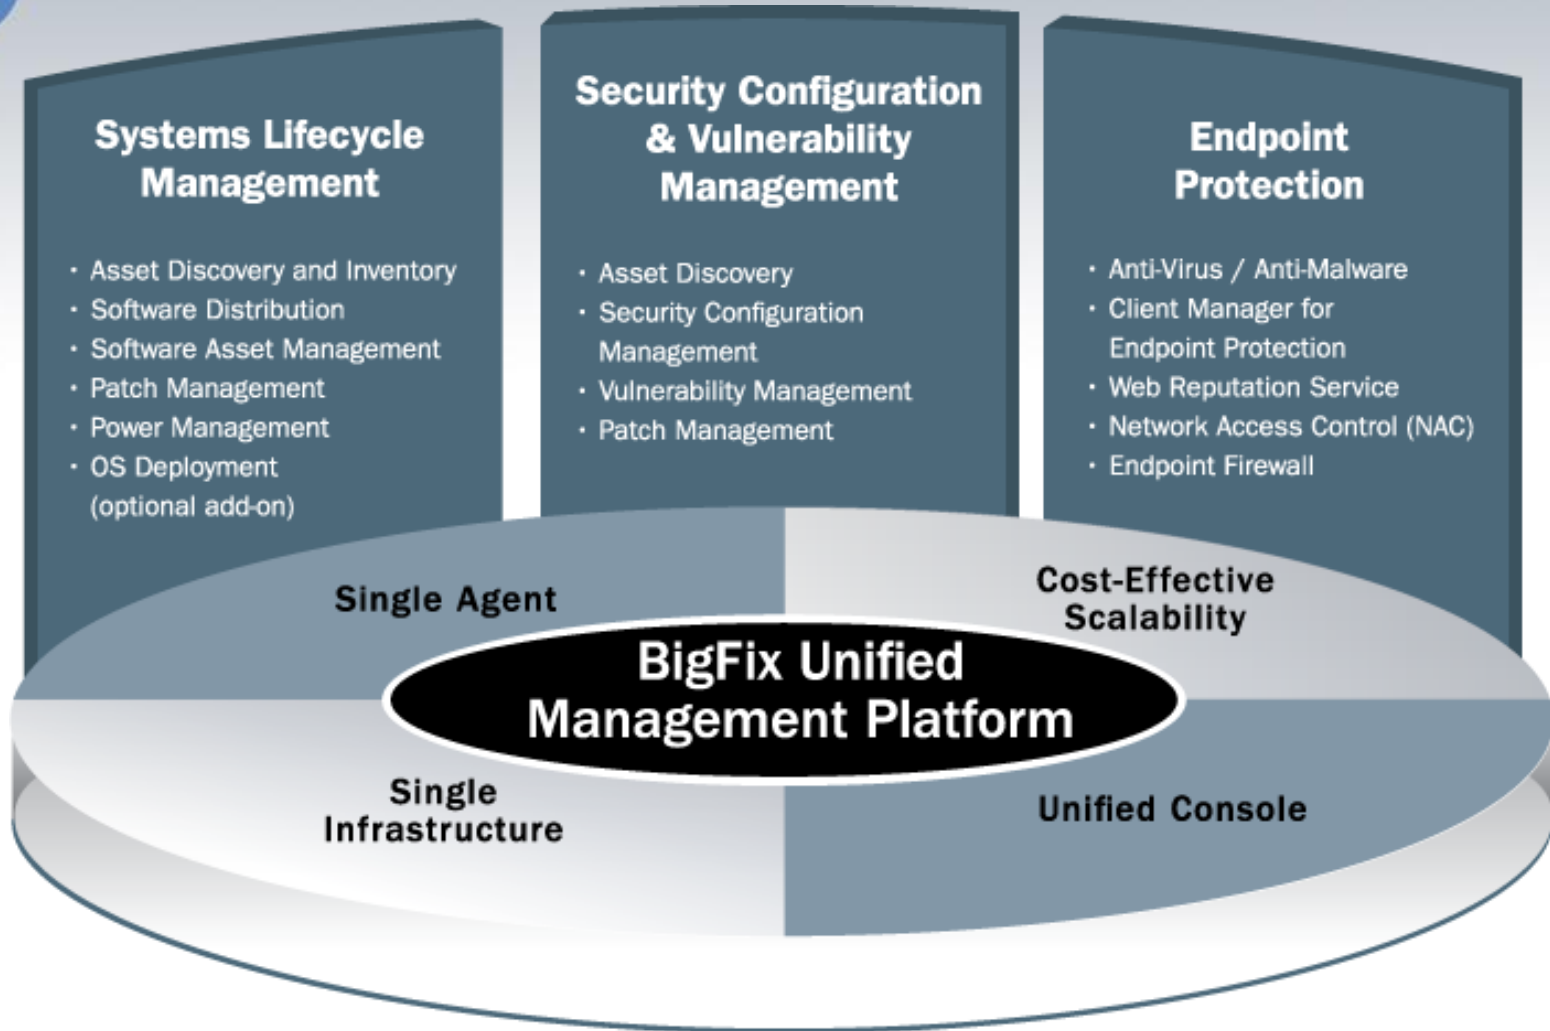 Systems Lifecycle
Management
· Asset Discovery and Inventory
· Software Distribution
· Software Asset Management
· Patch Management
· Power Management
· OS Deployment
(optional add-on)
Security Configuration
& Vulnerability
Management
· Asset Discovery
· Security Configuration
Management
· Vulnerability Management
· Patch Management
Endpoint
Protection
· Anti-Virus / Anti-Malware
· Client Manager for
Endpoint Protection
· Web Reputation Service
· Network Access Control (NAC)
· Endpoint Firewall
Single Agent
Cost-Effective
Scalability
BigFix Unified
Management Platform
Single
Infrastructure
Unified Console